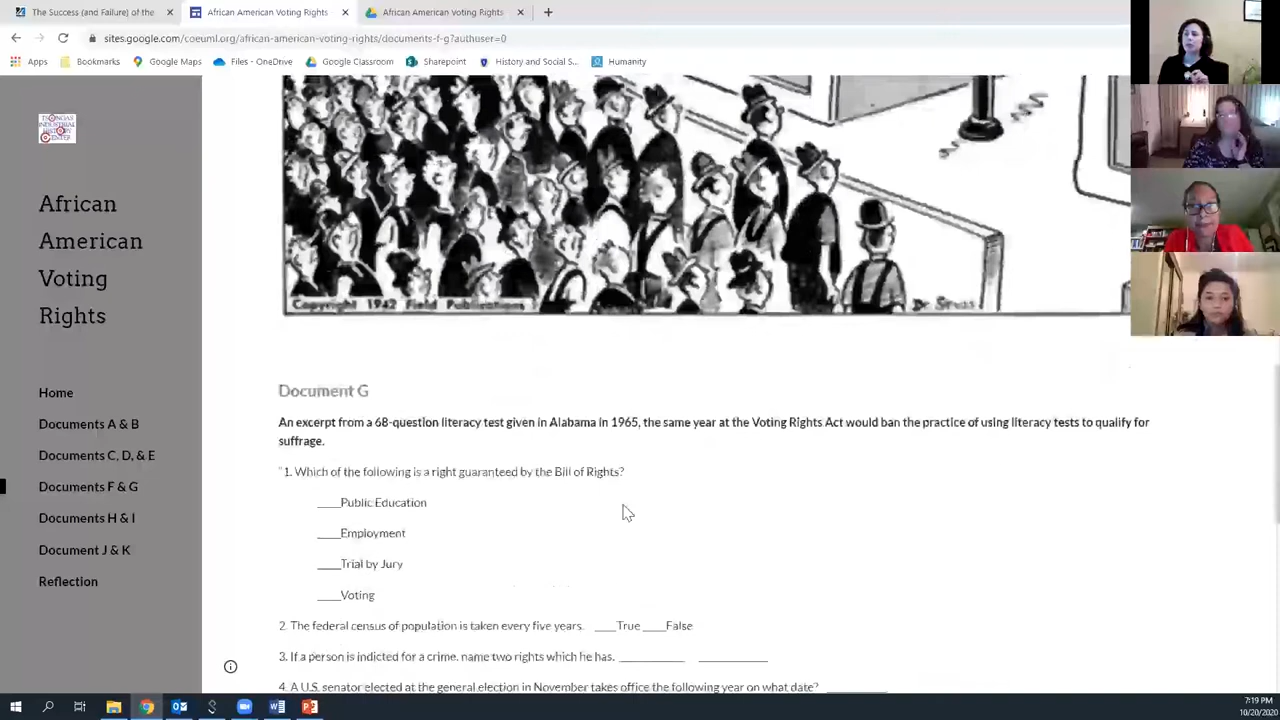 The Success (and Failure) of the
African American Voting Rights
African American Voting Rights
sites.google.com/coeuml.org/african-american-voting-rights/documents-f-g?authuser=0
Apps Bookmarks Google Maps Files - OneDrive Google Classroom Sharepoint History and Social S... Humanity
TSONGAS
INDUSTRIAL
CENTER
African
American
Voting
Rights
Home
Documents A & B
Documents C, D, & E
Documents F & G
Documents H & I
Document J & K
Reflection
Copyright 1942 Field Publications
Dr. Seuss
Document G
An excerpt from a 68-question literacy test given in Alabama in 1965, the same year at the Voting Rights Act would ban the practice of using literacy tests to qualify for
suffrage.
"1. Which of the following is a right guaranteed by the Bill of Rights?
____Public Education
____Employment
____Trial by Jury
____Voting
2. The federal census of population is taken every five years. ____True ____False
3. If a person is indicted for a crime, name two rights which he has. ___________ ____________
4. A U.S. senator elected at the general election in November takes office the following year on what date? __________
7:19 PM
10/20/2020